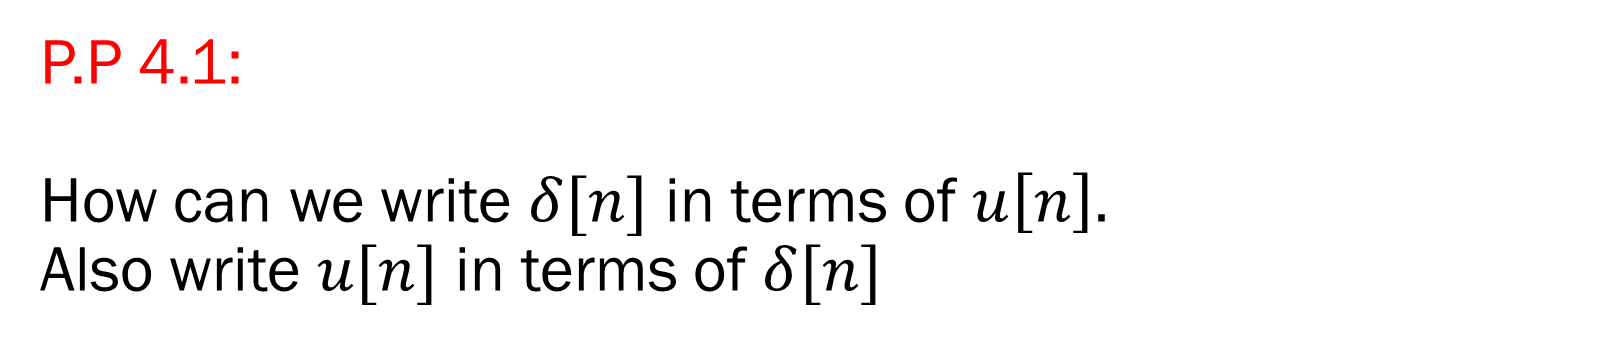 P.P 4.1:
How can we write 𝛿[𝑛] in terms of 𝑢[𝑛].
Also write 𝑢[𝑛] in terms of 𝛿[𝑛]